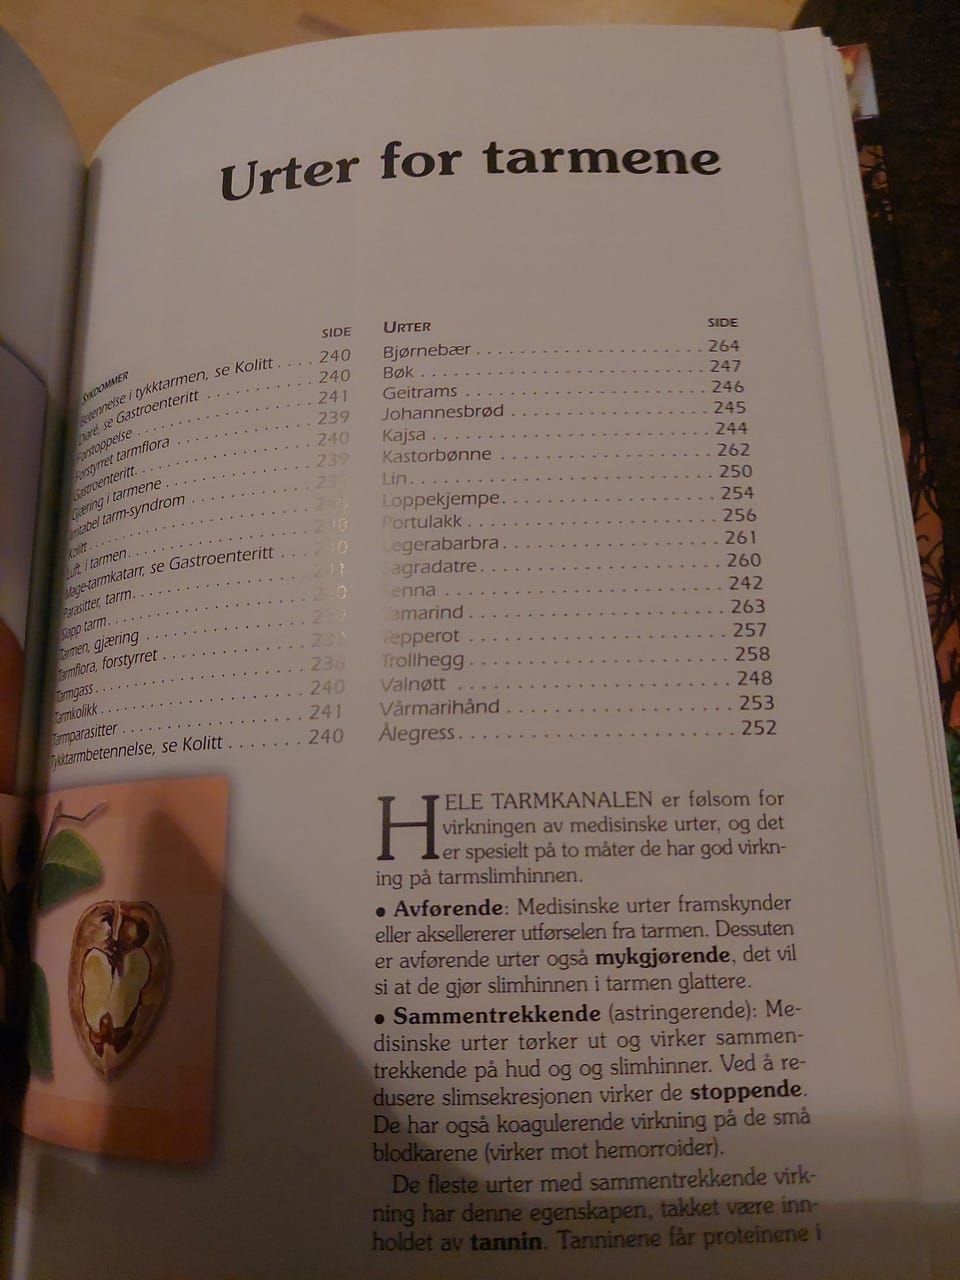 Urter for tarmene
SYKDOMMER SIDE
Betennelse i tykktarmen, se Kolitt . . . . 240
Diaré, se Gastroenteritt . . . . . . . . . 240
Forstoppelse . . . . . . . . . . . . . . . . . 241
Forstyrret tarmflora . . . . . . . . . . . . 239
Gastroenteritt. . . . . . . . . . . . . . . . . 240
Gjæring i tarmene . . . . . . . . . . . . . 239
Irritabel tarm-syndrom . . . . . . . . . .
Kolitt . . . . . . . . . . . . . . . . . . . . . . .
Luft i tarmen. . . . . . . . . . . . . . . . . .
Mage-tarmkatarr, se Gastroenteritt . . .
Parasitter, tarm. . . . . . . . . . . . . . . .
Slapp tarm. . . . . . . . . . . . . . . . . . .
Tarmen, gjæring . . . . . . . . . . . . . .
Tarmflora, forstyrret . . . . . . . . . . . .
Tarmgass. . . . . . . . . . . . . . . . . . . .
Tarmkolikk. . . . . . . . . . . . . . . . . . . 240
Tarmparasitter . . . . . . . . . . . . . . . . 241
Tykktarmbetennelse, se Kolitt . . . . . . . 240
URTER SIDE
Bjørnebær . . . . . . . . . . . . . . . . . . . . . 264
Bøk . . . . . . . . . . . . . . . . . . . . . . . . . . 247
Geitrams . . . . . . . . . . . . . . . . . . . . . . 246
Johannesbrød . . . . . . . . . . . . . . . . . . 245
Kajsa . . . . . . . . . . . . . . . . . . . . . . . . . 244
Kastorbønne . . . . . . . . . . . . . . . . . . . 262
Lin. . . . . . . . . . . . . . . . . . . . . . . . . . . 250
Loppekjempe. . . . . . . . . . . . . . . . . . . 254
Portulakk . . . . . . . . . . . . . . . . . . . . . . 256
Legerabarbra. . . . . . . . . . . . . . . . . . . 261
Sagradatre. . . . . . . . . . . . . . . . . . . . . 260
Senna . . . . . . . . . . . . . . . . . . . . . . . . 242
Tamarind . . . . . . . . . . . . . . . . . . . . . . 263
Tepperot . . . . . . . . . . . . . . . . . . . . . . 257
Trollhegg . . . . . . . . . . . . . . . . . . . . . . 258
Valnøtt . . . . . . . . . . . . . . . . . . . . . . . 248
Vårmarihånd . . . . . . . . . . . . . . . . . . . 253
Ålegress. . . . . . . . . . . . . . . . . . . . . . . 252
HELE TARMKANALEN er følsom for
virkningen av medisinske urter, og det
er spesielt på to måter de har god virkn-
ing på tarmslimhinnen.
• Avførende: Medisinske urter framskynder
eller aksellererer utførselen fra tarmen. Dessuten
er avførende urter også mykgjørende, det vil
si at de gjør slimhinnen i tarmen glattere.
• Sammentrekkende (astringerende): Me-
disinske urter tørker ut og virker sammen-
trekkende på hud og og slimhinner. Ved å re-
dusere slimsekresjonen virker de stoppende.
De har også koagulerende virkning på de små
blodkarene (virker mot hemorroider).
De fleste urter med sammentrekkende virk-
ning har denne egenskapen, takket være inn-
holdet av tannin. Tanninene får proteinene i